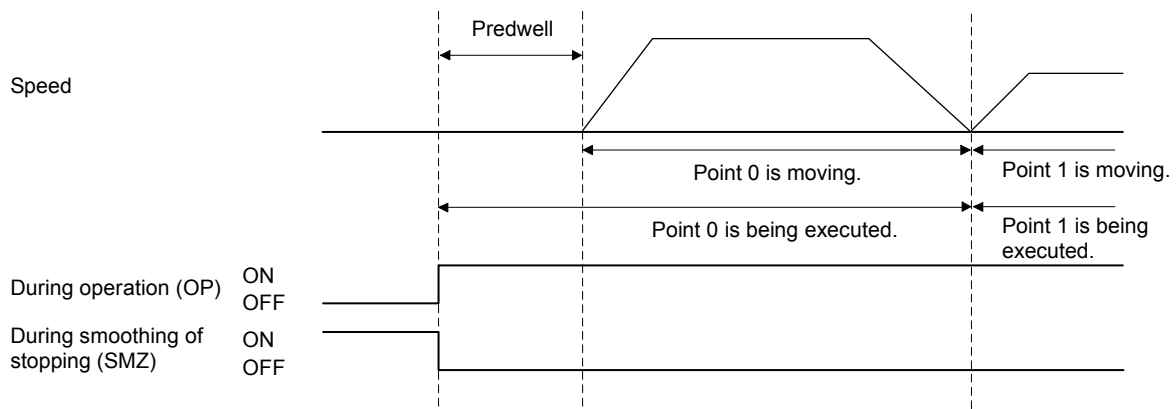 Predwell
Speed
Point 0 is moving.
Point 1 is moving.
Point 0 is being executed.
Point 1 is being
executed.
During operation (OP)
ON
OFF
During smoothing of
stopping (SMZ)
ON
OFF